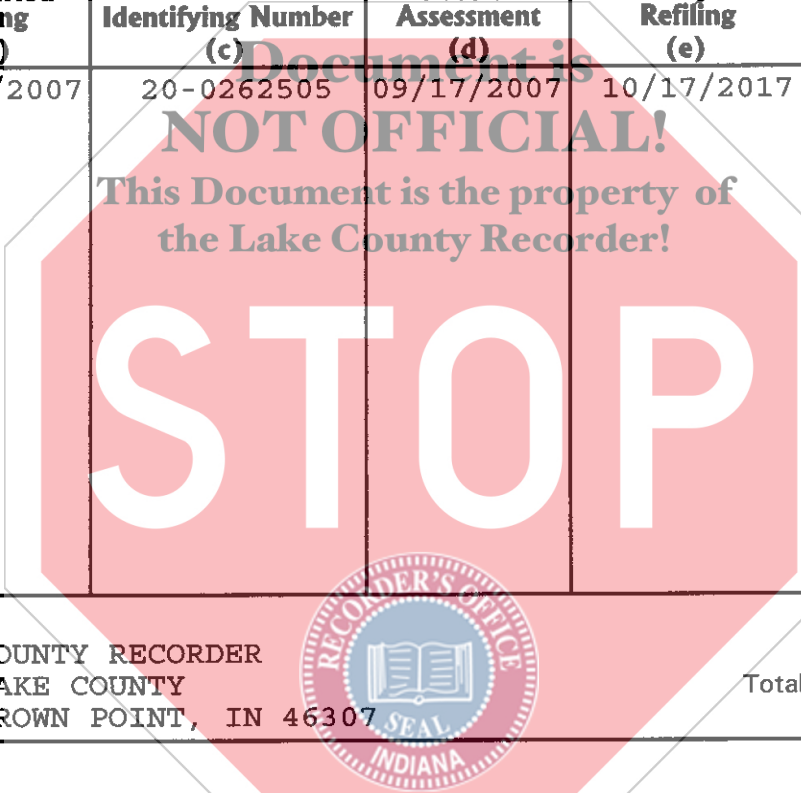 ng Identifying Number Assessment Refiling
) (c) (d) (e)
Document is
/2007 20-0262505 09/17/2007 10/17/2017
NOT OFFICIAL!
This Document is the property of
the Lake County Recorder!
STOP
OUNTY RECORDER
AKE COUNTY
ROWN POINT, IN 46307
Total
RECORDER'S OFFICE
SEAL
INDIANA